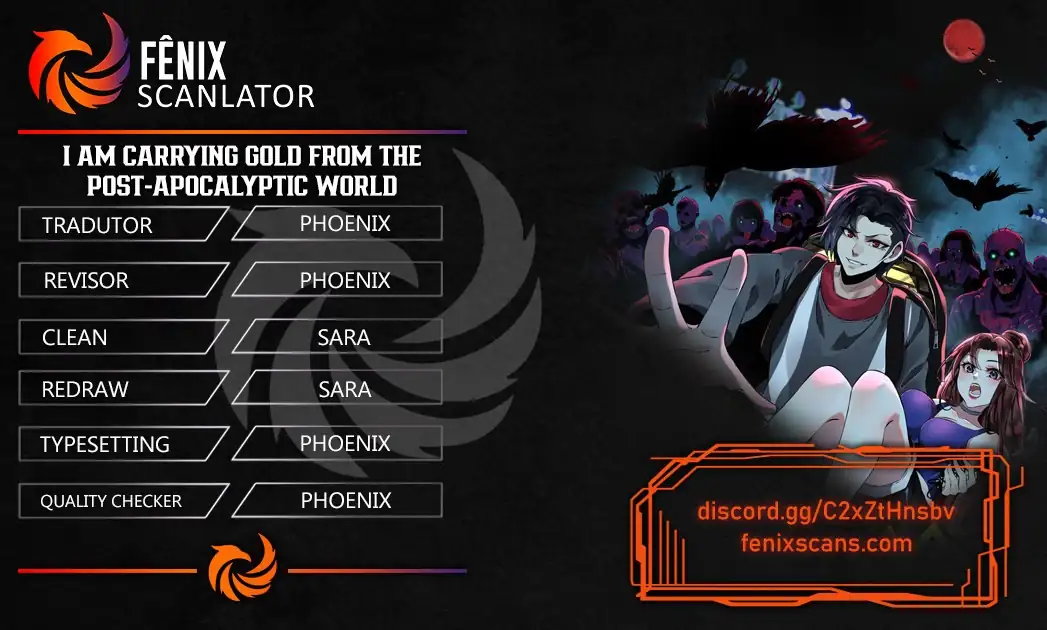 FÊNIX
SCANLATOR
I AM CARRYING GOLD FROM THE
POST-APOCALYPTIC WORLD
TRADUTOR PHOENIX
REVISOR PHOENIX
CLEAN SARA
REDRAW SARA
TYPESETTING PHOENIX
QUALITY CHECKER PHOENIX
discord.gg/C2xZtHnsbv
fenixscans.com